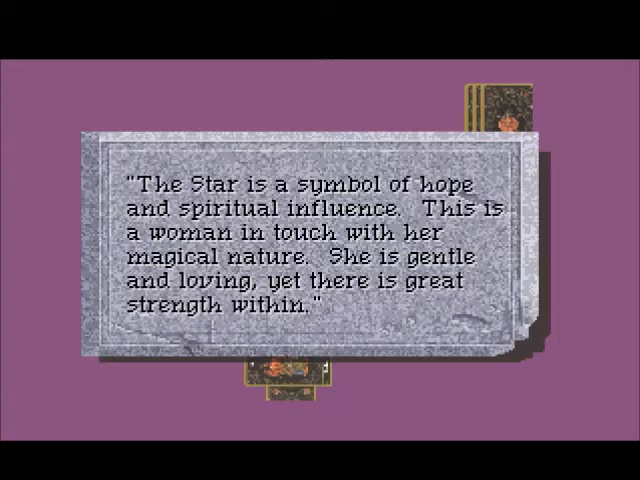 "The Star is a symbol of hope
and spiritual influence.  This is
a woman in touch with her
magical nature.  She is gentle
and loving, yet there is great
strength within."